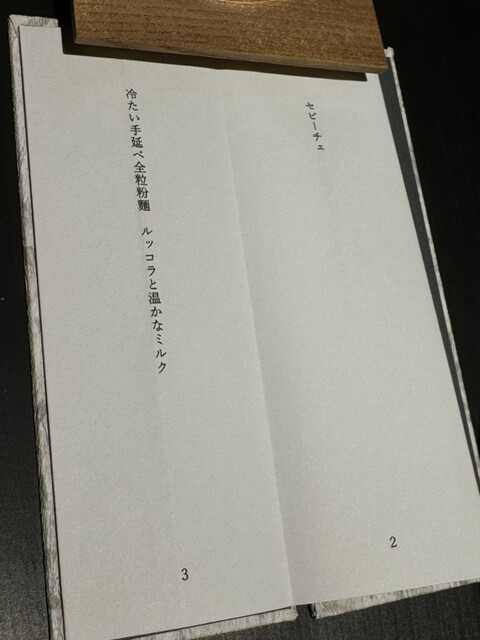 セビーチェ
2
冷たい手延べ全粒粉麺 ルッコラと温かなミルク
3